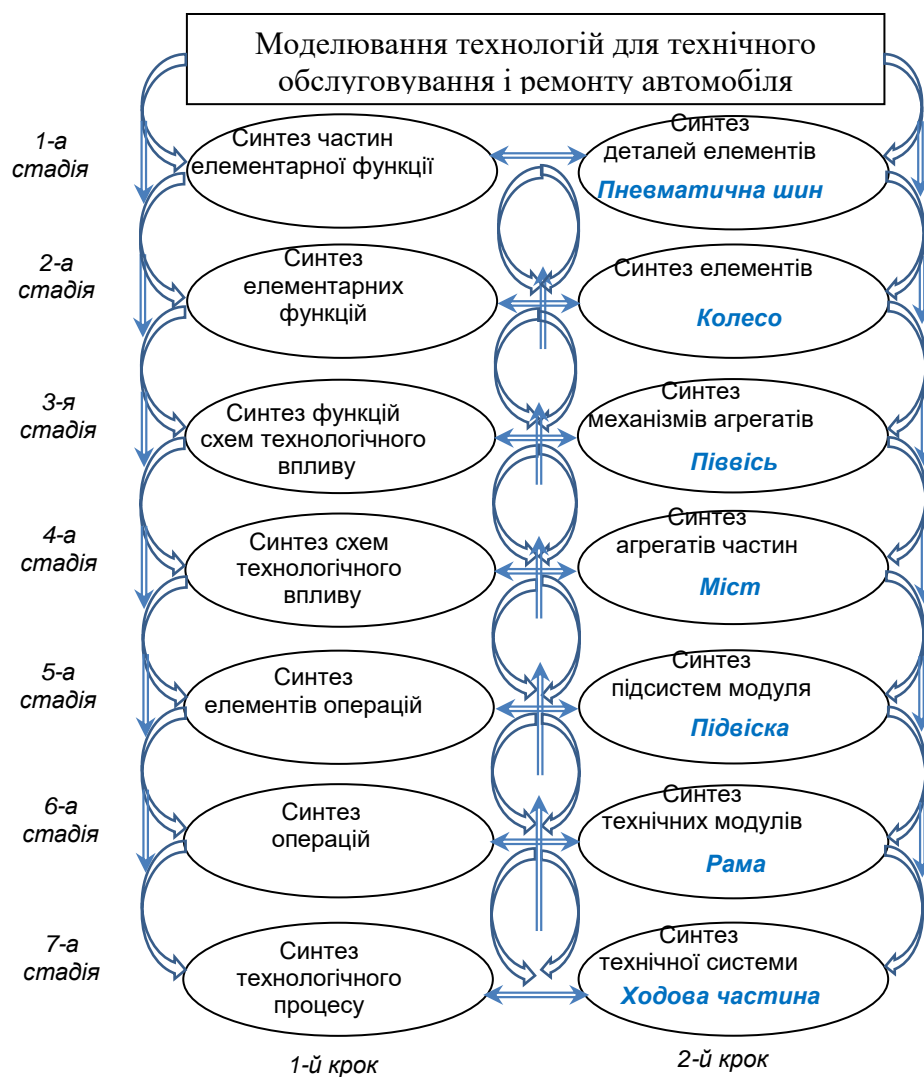 Моделювання технологій для технічного
обслуговування і ремонту автомобіля
1-а
стадія
Синтез частин
елементарної функції
Синтез
деталей елементів
Пневматична шин
2-а
стадія
Синтез
елементарних
функцій
Синтез елементів
Колесо
3-я
стадія
Синтез функцій
схем технологічного
впливу
Синтез
механізмів агрегатів
Піввісь
4-а
стадія
Синтез схем
технологічного
впливу
Синтез
агрегатів частин
Міст
5-а
стадія
Синтез
елементів операцій
Синтез
підсистем модуля
Підвіска
6-а
стадія
Синтез
операцій
Синтез
технічних модулів
Рама
7-а
стадія
Синтез
технологічного
процесу
Синтез
технічної системи
Ходова частина
1-й крок
2-й крок